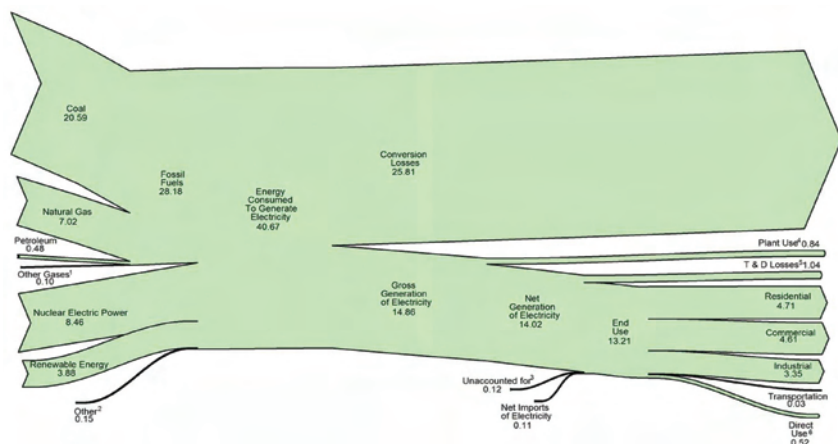 Coal
20.59
Natural Gas
7.02
Petroleum
0.48
Other Gases¹
0.10
Nuclear Electric Power
8.46
Renewable Energy
3.88
Other²
0.15
Fossil
Fuels
28.18
Energy
Consumed
To Generate
Electricity
40.67
Conversion
Losses
25.81
Gross
Generation
of Electricity
14.86
Net
Generation
of Electricity
14.02
Unaccounted for³
0.12
Net Imports
of Electricity
0.11
End
Use
13.21
Plant Use⁴ 0.84
T & D Losses⁵ 1.04
Residential
4.71
Commercial
4.61
Industrial
3.35
Transportation
0.03
Direct
Use⁶
0.52